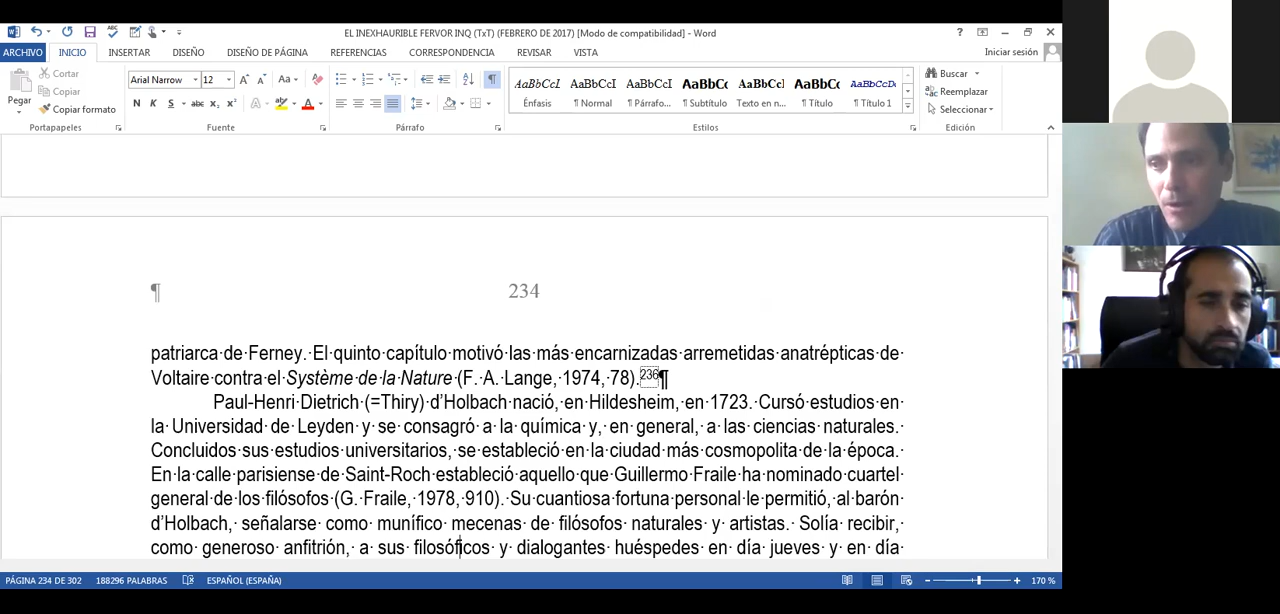 EL INEXHAURIBLE FERVOR INQ (TxT) (FEBRERO DE 2017) [Modo de compatibilidad] - Word
ARCHIVO INICIO INSERTAR DISEÑO DISEÑO DE PÁGINA REFERENCIAS CORRESPONDENCIA REVISAR VISTA Iniciar sesión
Pegar
Cortar
Copiar
Copiar formato
Portapapeles
Arial Narrow 12
N K S abc x₂ x²
Fuente
Párrafo
AaBbCcL AaBbCcI AaBbCcI AaBbCc AaBbCcI AaBbCc AaBbCcDc
Énfasis ¶ Normal ¶ Párrafo... ¶ Subtítulo Texto en n... ¶ Título ¶ Título 1
Estilos
Buscar
Reemplazar
Seleccionar
Edición
¶ 234
patriarca de Ferney. El quinto capítulo motivó las más encarnizadas arremetidas anatrépticas de
Voltaire contra el Système de la Nature (F. A. Lange, 1974, 78).236¶
Paul-Henri Dietrich (=Thiry) d’Holbach nació, en Hildesheim, en 1723. Cursó estudios en
la Universidad de Leyden y se consagró a la química y, en general, a las ciencias naturales.
Concluidos sus estudios universitarios, se estableció en la ciudad más cosmopolita de la época.
En la calle parisiense de Saint-Roch estableció aquello que Guillermo Fraile ha nominado cuartel
general de los filósofos (G. Fraile, 1978, 910). Su cuantiosa fortuna personal le permitió, al barón
d’Holbach, señalarse como munífico mecenas de filósofos naturales y artistas. Solía recibir,
como generoso anfitrión, a sus filosóficos y dialogantes huéspedes en día jueves y en día
PÁGINA 234 DE 302 188296 PALABRAS ESPAÑOL (ESPAÑA) 170 %